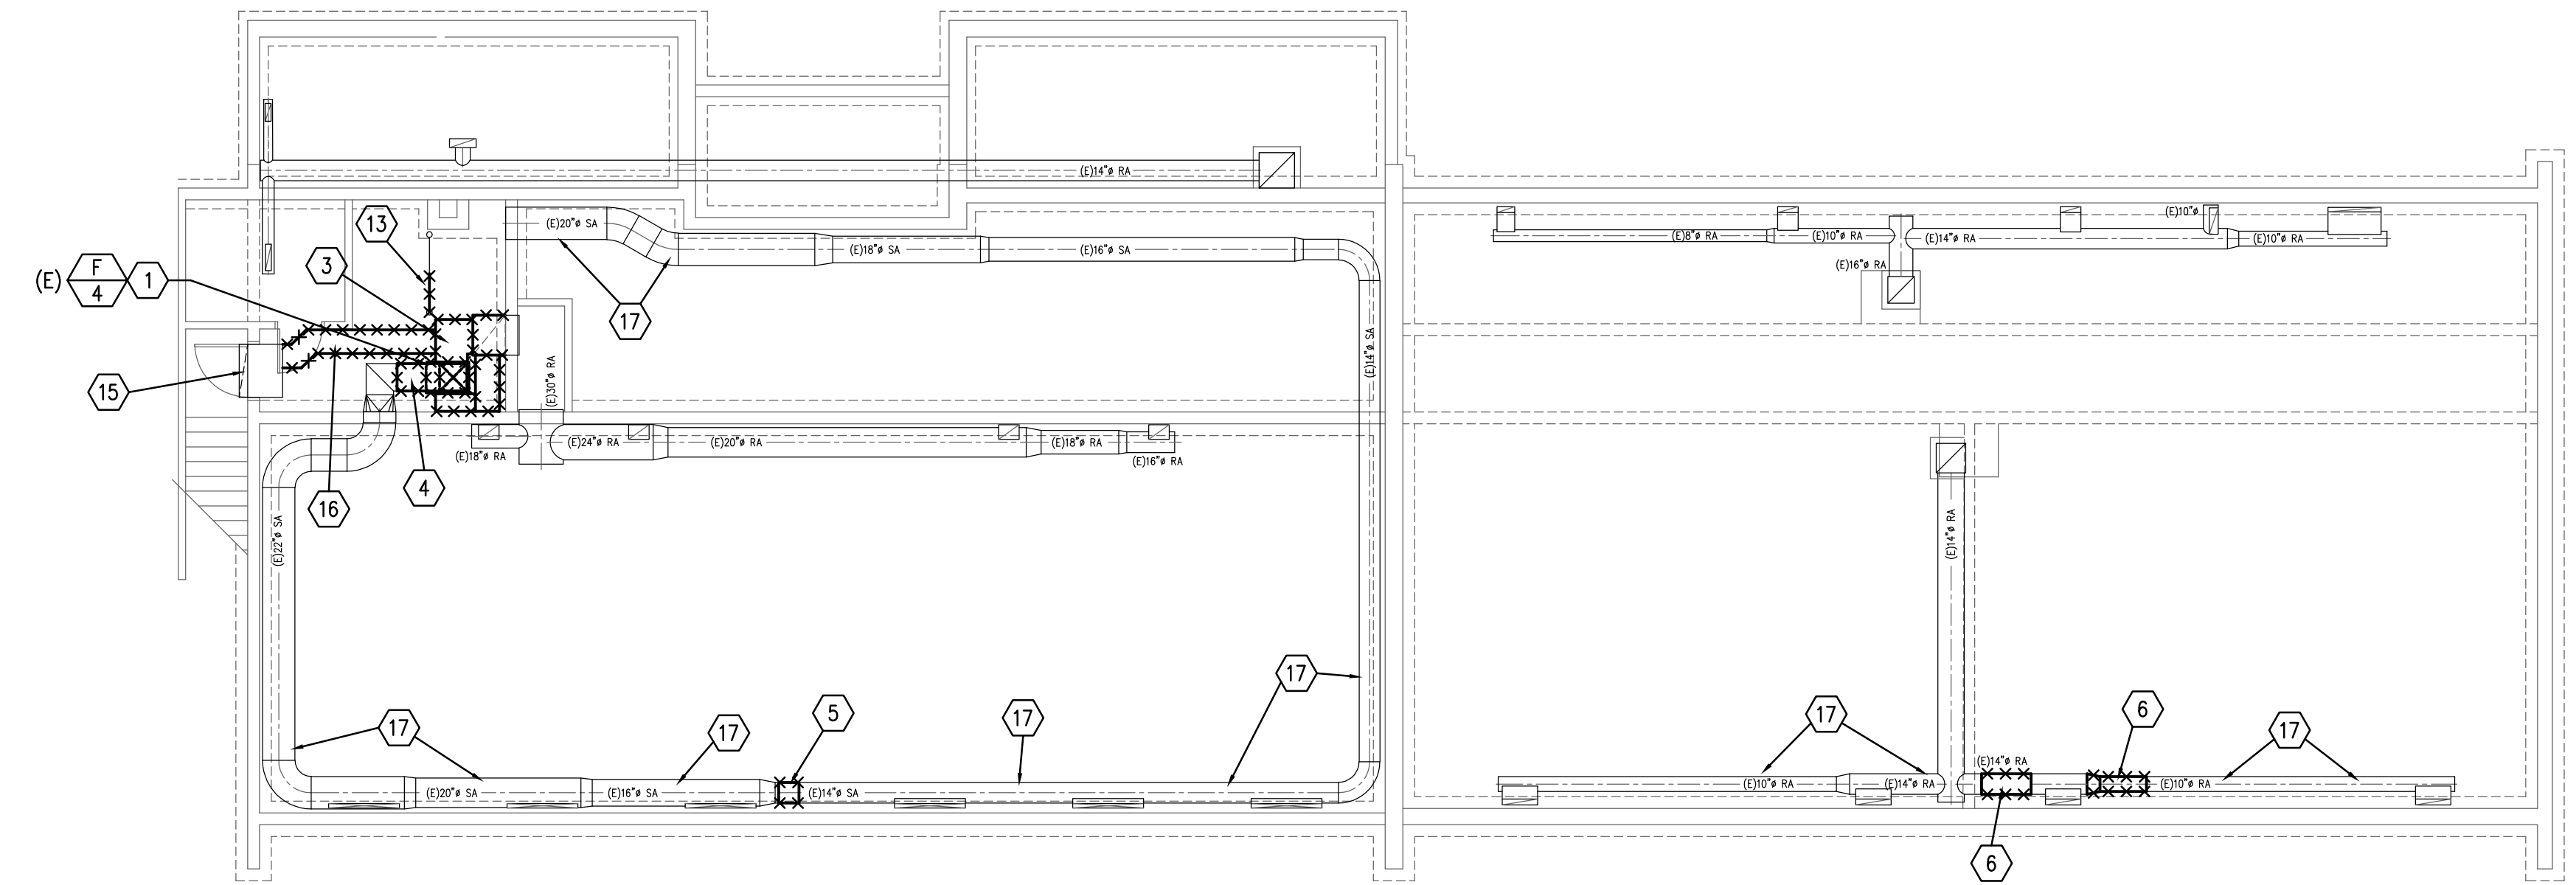 (E)14"ø RA
13
(E)20"ø SA
(E)10"ø
(E)8"ø RA
(E)10"ø RA
(E)14"ø RA
(E)10"ø RA
(E)18"ø SA
(E)16"ø SA
3
(E)
F
4
1
(E)16"ø RA
17
15
(E)30"ø RA
(E)14"ø SA
(E)18"ø RA
(E)24"ø RA
(E)20"ø RA
(E)18"ø RA
(E)16"ø RA
4
16
(E)22"ø SA
(E)14"ø RA
17
17
17
5
17
17
6
17
(E)20"ø SA
(E)16"ø SA
(E)14"ø SA
(E)10"ø RA
(E)14"ø RA
(E)14"ø RA
(E)10"ø RA
6